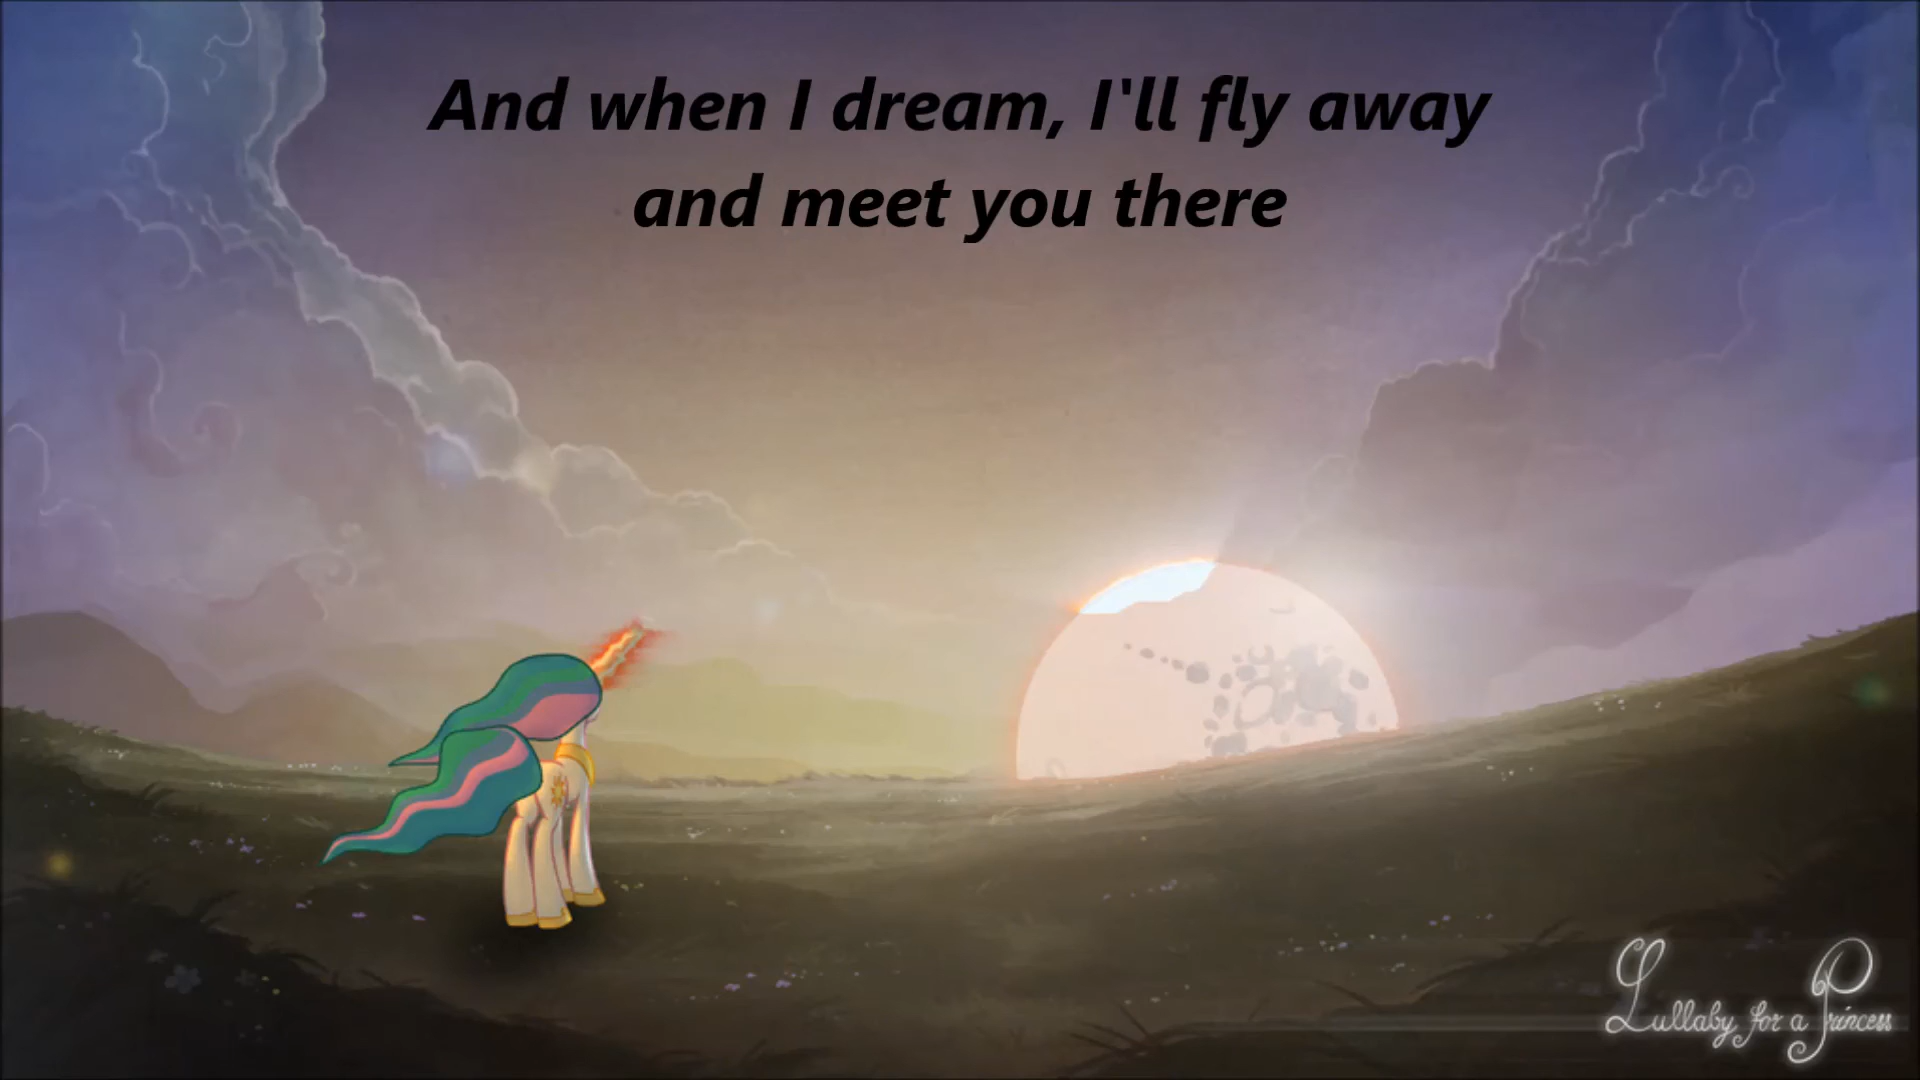 And when I dream, I'll fly away
and meet you there
Lullaby for a Princess